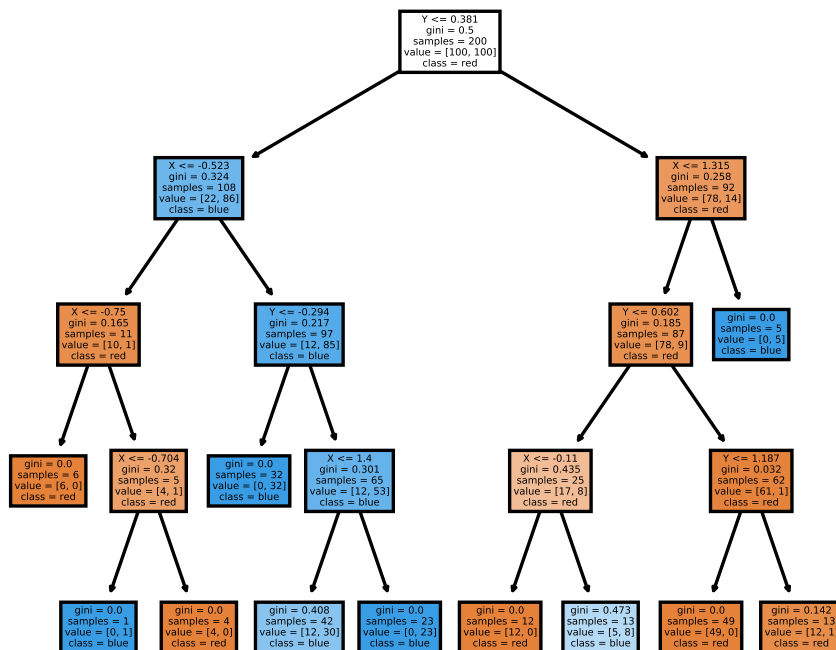 Y <= 0.381
gini = 0.5
samples = 200
value = [100, 100]
class = red
X <= -0.523
gini = 0.324
samples = 108
value = [22, 86]
class = blue
X <= 1.315
gini = 0.258
samples = 92
value = [78, 14]
class = red
X <= -0.75
gini = 0.165
samples = 11
value = [10, 1]
class = red
Y <= -0.294
gini = 0.217
samples = 97
value = [12, 85]
class = blue
Y <= 0.602
gini = 0.185
samples = 87
value = [78, 9]
class = red
gini = 0.0
samples = 5
value = [0, 5]
class = blue
gini = 0.0
samples = 6
value = [6, 0]
class = red
X <= -0.704
gini = 0.32
samples = 5
value = [4, 1]
class = red
gini = 0.0
samples = 32
value = [0, 32]
class = blue
X <= 1.4
gini = 0.301
samples = 65
value = [12, 53]
class = blue
X <= -0.11
gini = 0.435
samples = 25
value = [17, 8]
class = red
Y <= 1.187
gini = 0.032
samples = 62
value = [61, 1]
class = red
gini = 0.0
samples = 1
value = [0, 1]
class = blue
gini = 0.0
samples = 4
value = [4, 0]
class = red
gini = 0.408
samples = 42
value = [12, 30]
class = blue
gini = 0.0
samples = 23
value = [0, 23]
class = blue
gini = 0.0
samples = 12
value = [12, 0]
class = red
gini = 0.473
samples = 13
value = [5, 8]
class = blue
gini = 0.0
samples = 49
value = [49, 0]
class = red
gini = 0.142
samples = 13
value = [12, 1]
class = red